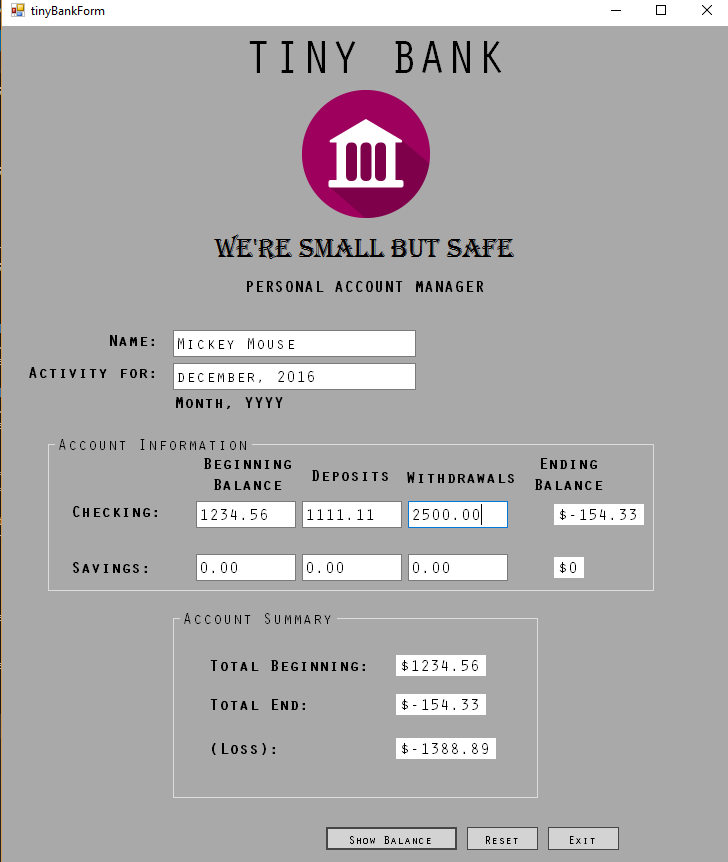 tinyBankForm
TINY BANK
WE'RE SMALL BUT SAFE
PERSONAL ACCOUNT MANAGER
NAME: MICKEY MOUSE
ACTIVITY FOR: DECEMBER, 2016
MONTH, YYYY
ACCOUNT INFORMATION
BEGINNING BALANCE DEPOSITS WITHDRAWALS ENDING BALANCE
CHECKING: 1234.56 1111.11 2500.00 $-154.33
SAVINGS: 0.00 0.00 0.00 $0
ACCOUNT SUMMARY
TOTAL BEGINNING: $1234.56
TOTAL END: $-154.33
(LOSS): $-1388.89
SHOW BALANCE RESET EXIT